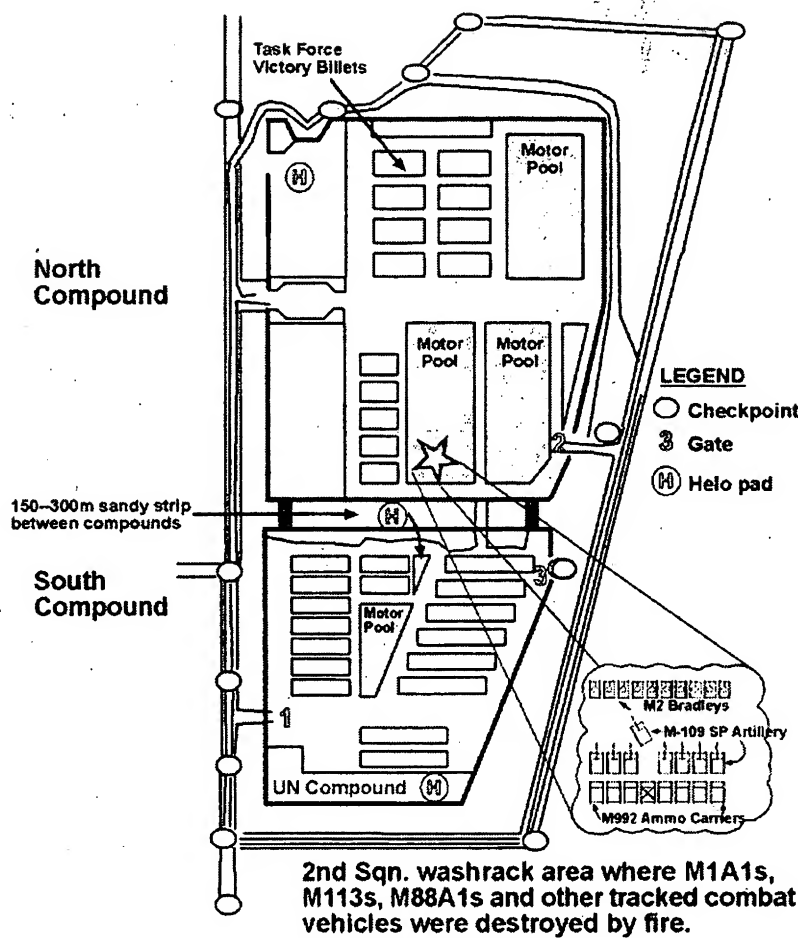 Task Force
Victory Billets
Motor
Pool
H
North
Compound
Motor
Pool
Motor
Pool
LEGEND
Checkpoint
3 Gate
H Helo pad
2
150-300m sandy strip
between compounds
H
South
Compound
3
Motor
Pool
1
M2 Bradleys
M-109 SP Artillery
M992 Ammo Carriers
UN Compound H
2nd Sqn. washrack area where M1A1s,
M113s, M88A1s and other tracked combat
vehicles were destroyed by fire.